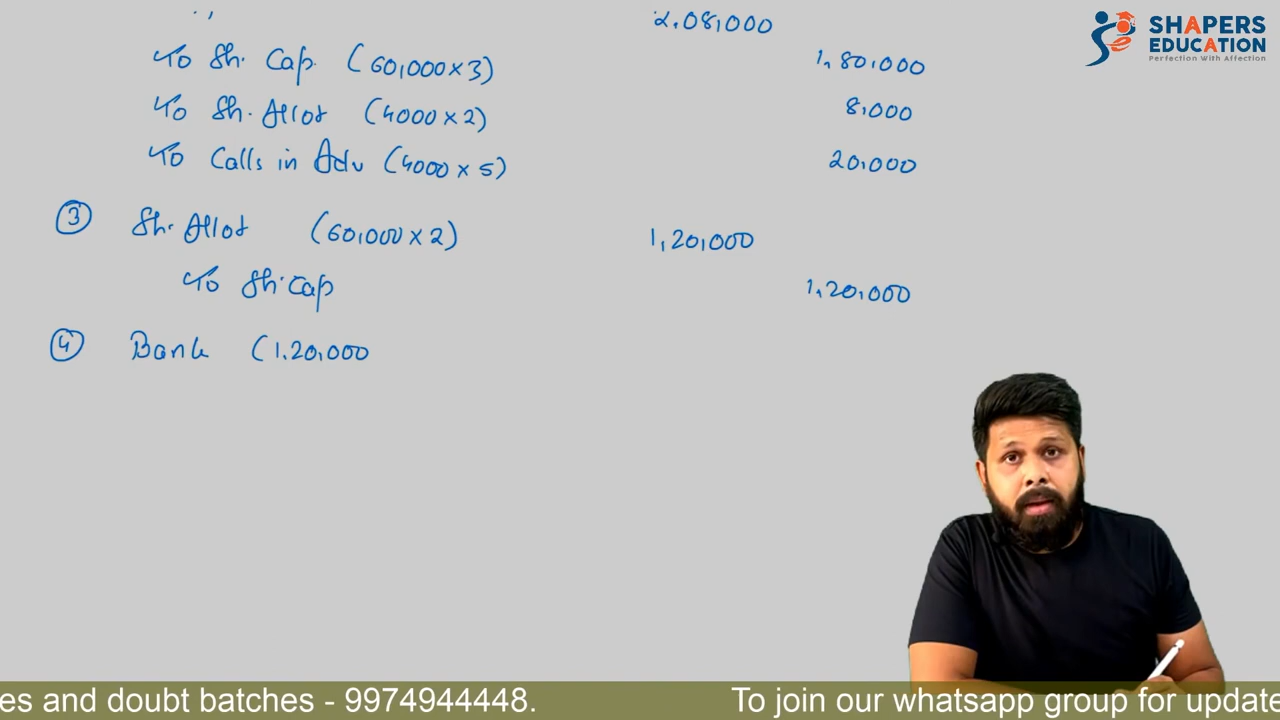 2,08,000
To Sh. Cap. (60,000 × 3) 1,80,000
To Sh. Allot (4000 × 2) 8,000
To Calls in Adv (4000 × 5) 20,000
③ Sh. Allot (60,000 × 2) 1,20,000
To Sh. Cap 1,20,000
④ Bank (1,20,000
SHAPERS
EDUCATION
Perfection With Affection
es and doubt batches - 9974944448. To join our whatsapp group for update